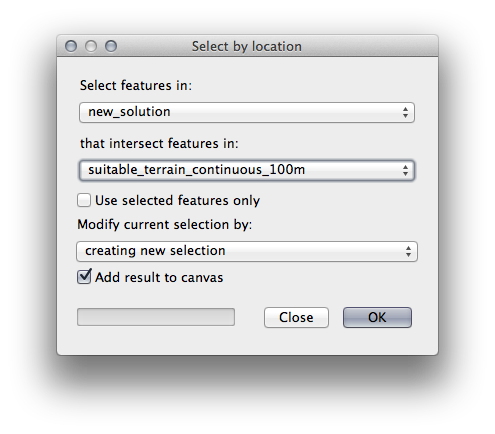 Select by location
Select features in:
new_solution
that intersect features in:
suitable_terrain_continuous_100m
Use selected features only
Modify current selection by:
creating new selection
Add result to canvas
Close OK